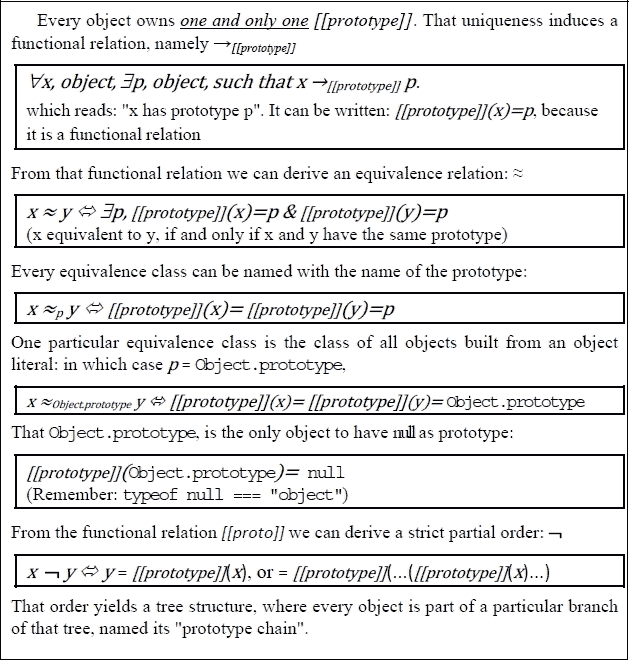 Every object owns one and only one [[prototype]]. That uniqueness induces a
functional relation, namely →[[prototype]]
∀x, object, ∃p, object, such that x →[[prototype]] p.
which reads: "x has prototype p". It can be written: [[prototype]](x)=p, because
it is a functional relation
From that functional relation we can derive an equivalence relation: ≈
x ≈ y ⇔ ∃p, [[prototype]](x)=p & [[prototype]](y)=p
(x equivalent to y, if and only if x and y have the same prototype)
Every equivalence class can be named with the name of the prototype:
x ≈p y ⇔ [[prototype]](x)= [[prototype]](y)=p
One particular equivalence class is the class of all objects built from an object
literal: in which case p = Object.prototype,
x ≈Object.prototype y ⇔ [[prototype]](x)= [[prototype]](y)= Object.prototype
That Object.prototype, is the only object to have null as prototype:
[[prototype]](Object.prototype)= null
(Remember: typeof null === "object")
From the functional relation [[proto]] we can derive a strict partial order: ¬
x ¬ y ⇔ y = [[prototype]](x), or = [[prototype]](...([[prototype]](x)...)
That order yields a tree structure, where every object is part of a particular branch
of that tree, named its "prototype chain".